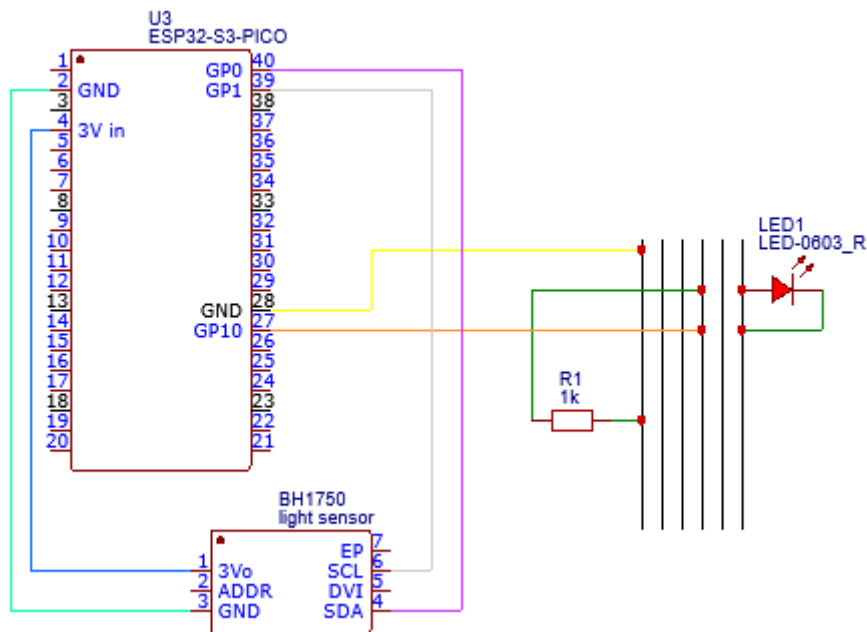 U3
ESP32-S3-PICO
1 GP0 40
2 GND GP1 39
3 38
4 3V in 37
5 36
6 35
7 34
8 33
9 32
10 31
11 30
12 29
13 GND 28
14 GP10 27
15 26
16 25
17 24
18 23
19 22
20 21
LED1
LED-0603_R
R1
1k
BH1750
light sensor
EP 7
1 3Vo SCL 6
2 ADDR DVI 5
3 GND SDA 4